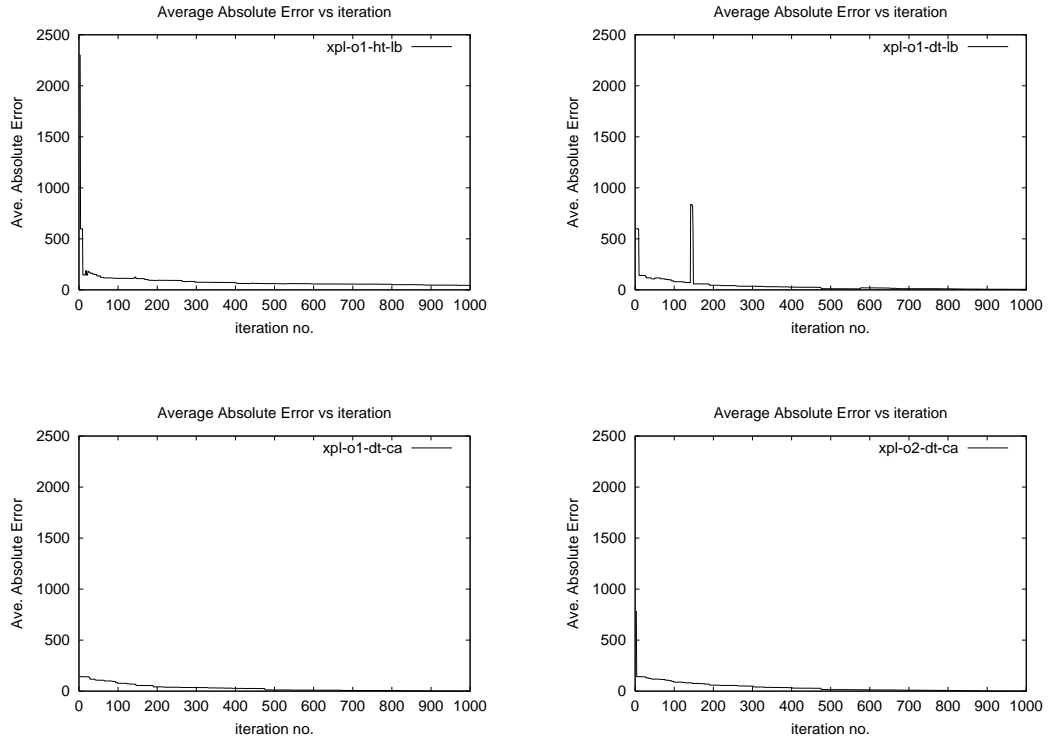 Average Absolute Error vs iteration
2500
2000
1500
1000
500
0
Ave. Absolute Error
xpl-o1-ht-lb
0 100 200 300 400 500 600 700 800 900 1000
iteration no.
Average Absolute Error vs iteration
2500
2000
1500
1000
500
0
Ave. Absolute Error
xpl-o1-dt-lb
0 100 200 300 400 500 600 700 800 900 1000
iteration no.
Average Absolute Error vs iteration
2500
2000
1500
1000
500
0
Ave. Absolute Error
xpl-o1-dt-ca
0 100 200 300 400 500 600 700 800 900 1000
iteration no.
Average Absolute Error vs iteration
2500
2000
1500
1000
500
0
Ave. Absolute Error
xpl-o2-dt-ca
0 100 200 300 400 500 600 700 800 900 1000
iteration no.